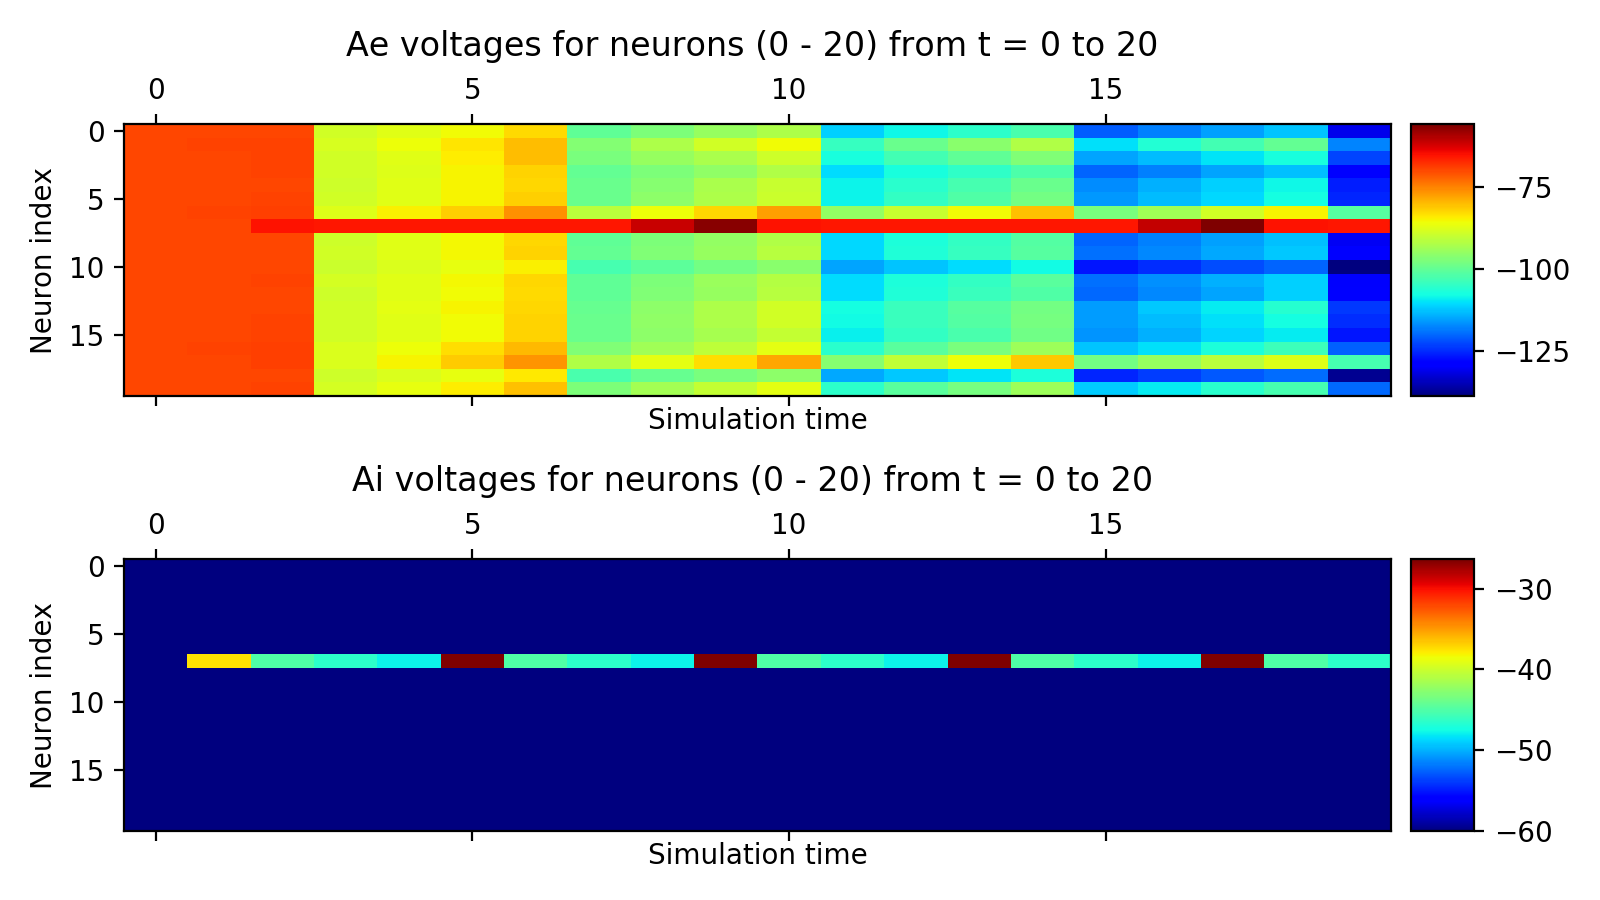 Ae voltages for neurons (0 - 20) from t = 0 to 20
0 5 10 15
Neuron index
0
5
10
15
−75
−100
−125
Simulation time
Ai voltages for neurons (0 - 20) from t = 0 to 20
0 5 10 15
Neuron index
0
5
10
15
−30
−40
−50
−60
Simulation time